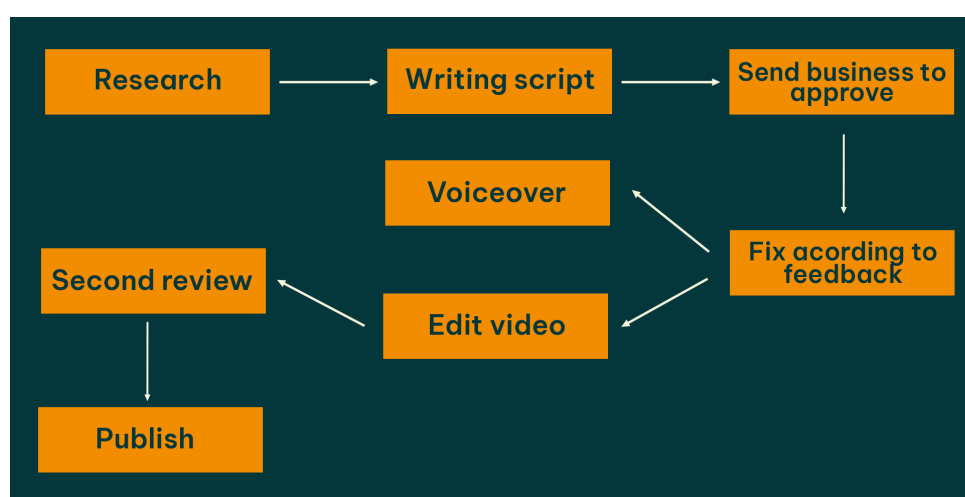 Research
Writing script
Send business to
approve
Voiceover
Fix acording to
feedback
Second review
Edit video
Publish